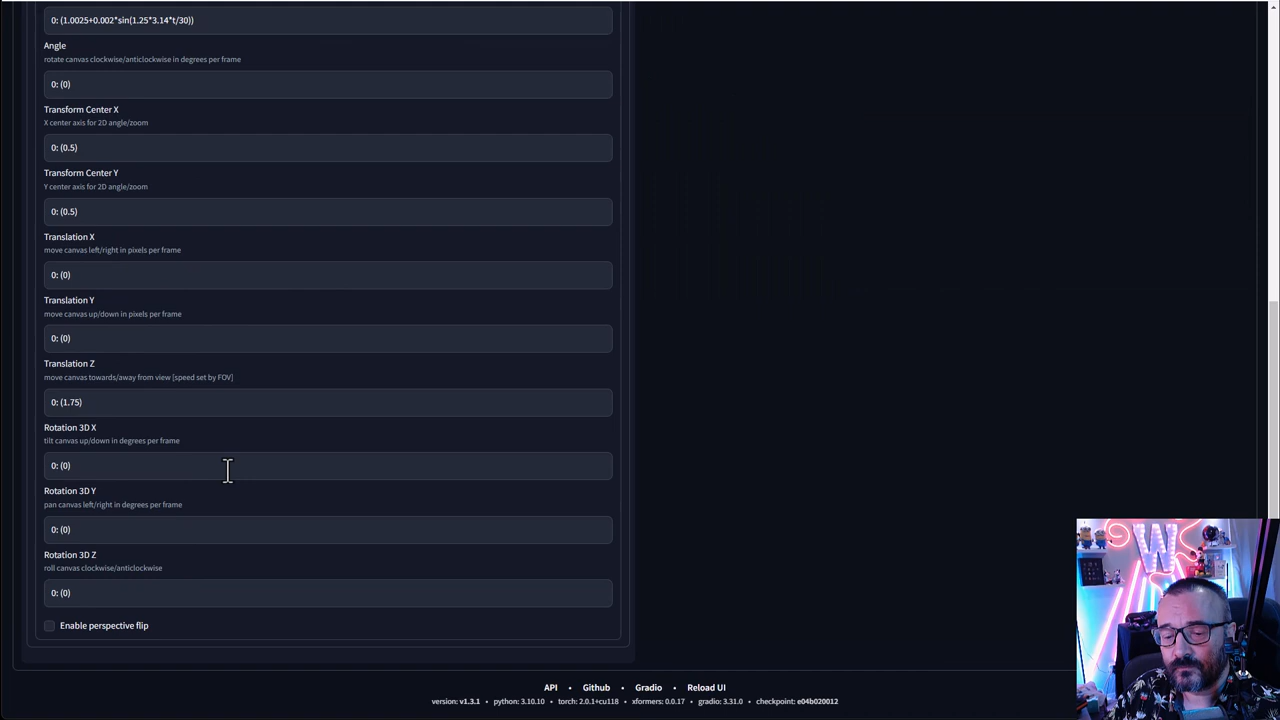 0: (1.0025+0.002*sin(1.25*3.14*t/30))
Angle
rotate canvas clockwise/anticlockwise in degrees per frame
0: (0)
Transform Center X
X center axis for 2D angle/zoom
0: (0.5)
Transform Center Y
Y center axis for 2D angle/zoom
0: (0.5)
Translation X
move canvas left/right in pixels per frame
0: (0)
Translation Y
move canvas up/down in pixels per frame
0: (0)
Translation Z
move canvas towards/away from view [speed set by FOV]
0: (1.75)
Rotation 3D X
tilt canvas up/down in degrees per frame
0: (0)
Rotation 3D Y
pan canvas left/right in degrees per frame
0: (0)
Rotation 3D Z
roll canvas clockwise/anticlockwise
0: (0)
Enable perspective flip
API • Github • Gradio • Reload UI
version: v1.3.1 • python: 3.10.10 • torch: 2.0.1+cu118 • xformers: 0.0.17 • gradio: 3.31.0 • checkpoint: e04b020012
W